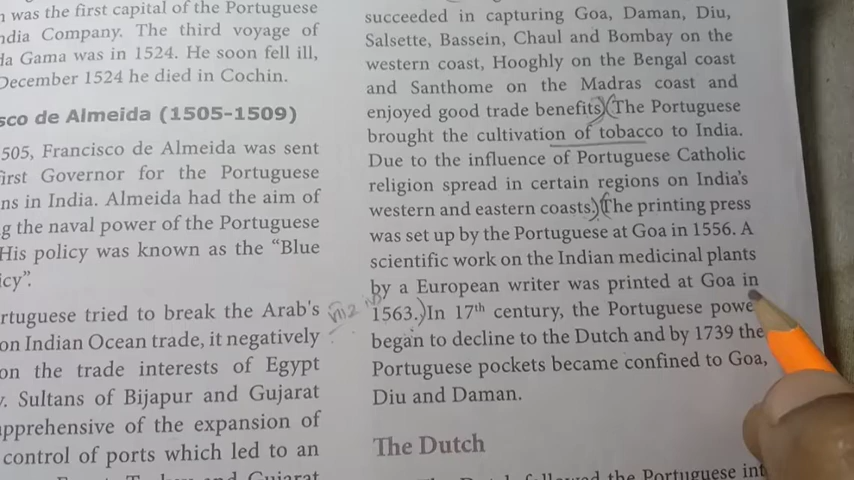 was the first capital of the Portuguese
ndia Company. The third voyage of
da Gama was in 1524. He soon fell ill,
December 1524 he died in Cochin.
sco de Almeida (1505-1509)
505, Francisco de Almeida was sent
irst Governor for the Portuguese
ns in India. Almeida had the aim of
g the naval power of the Portuguese
His policy was known as the “Blue
icy”.
rtuguese tried to break the Arab's
on Indian Ocean trade, it negatively
on the trade interests of Egypt
y. Sultans of Bijapur and Gujarat
pprehensive of the expansion of
control of ports which led to an
succeeded in capturing Goa, Daman, Diu,
Salsette, Bassein, Chaul and Bombay on the
western coast, Hooghly on the Bengal coast
and Santhome on the Madras coast and
enjoyed good trade benefits. The Portuguese
brought the cultivation of tobacco to India.
Due to the influence of Portuguese Catholic
religion spread in certain regions on India's
western and eastern coasts. The printing press
was set up by the Portuguese at Goa in 1556. A
scientific work on the Indian medicinal plants
by a European writer was printed at Goa in
1563. In 17th century, the Portuguese powe
began to decline to the Dutch and by 1739 the
Portuguese pockets became confined to Goa,
Diu and Daman.
The Dutch
the Portuguese int